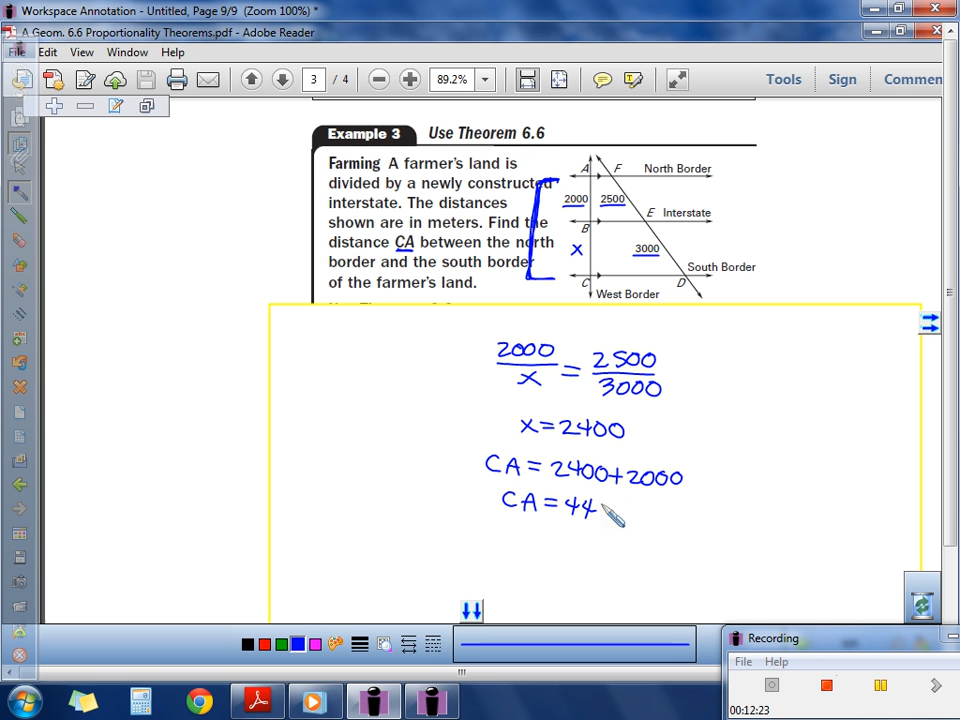 Workspace Annotation - Untitled, Page 9/9 (Zoom 100%) *
A Geom. 6.6 Proportionality Theorems.pdf - Adobe Reader
File Edit View Window Help
3 / 4 89.2% Tools Sign Commen
Example 3 Use Theorem 6.6
Farming A farmer's land is
divided by a newly constructed
interstate. The distances
shown are in meters. Find the
distance CA between the north
border and the south border
of the farmer's land.
A F North Border
2000 2500
E Interstate
B
x 3000
South Border
C D
West Border
2000/x = 2500/3000
x = 2400
CA = 2400+2000
CA = 44
Recording
File Help
00:12:23